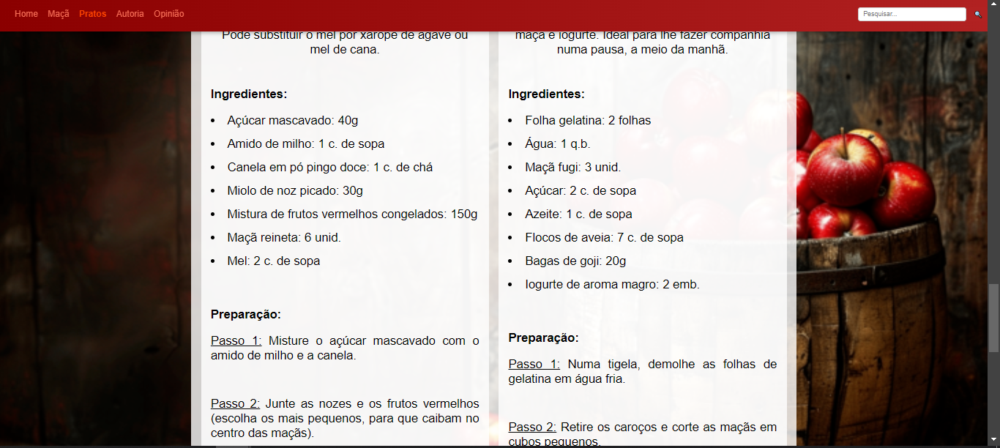 Home Maçã Pratos Autoria Opinião
Pesquisar...
Pode substituir o mel por xarope de agave ou
mel de cana.
Ingredientes:
• Açúcar mascavado: 40g
• Amido de milho: 1 c. de sopa
• Canela em pó pingo doce: 1 c. de chá
• Miolo de noz picado: 30g
• Mistura de frutos vermelhos congelados: 150g
• Maçã reineta: 6 unid.
• Mel: 2 c. de sopa
Preparação:
Passo 1: Misture o açúcar mascavado com o
amido de milho e a canela.
Passo 2: Junte as nozes e os frutos vermelhos
(escolha os mais pequenos, para que caibam no
centro das maçãs).
maçã e iogurte. Ideal para lhe fazer companhia
numa pausa, a meio da manhã.
Ingredientes:
• Folha gelatina: 2 folhas
• Água: 1 q.b.
• Maçã fugi: 3 unid.
• Açúcar: 2 c. de sopa
• Azeite: 1 c. de sopa
• Flocos de aveia: 7 c. de sopa
• Bagas de goji: 20g
• Iogurte de aroma magro: 2 emb.
Preparação:
Passo 1: Numa tigela, demolhe as folhas de
gelatina em água fria.
Passo 2: Retire os caroços e corte as maçãs em
cubos pequenos.